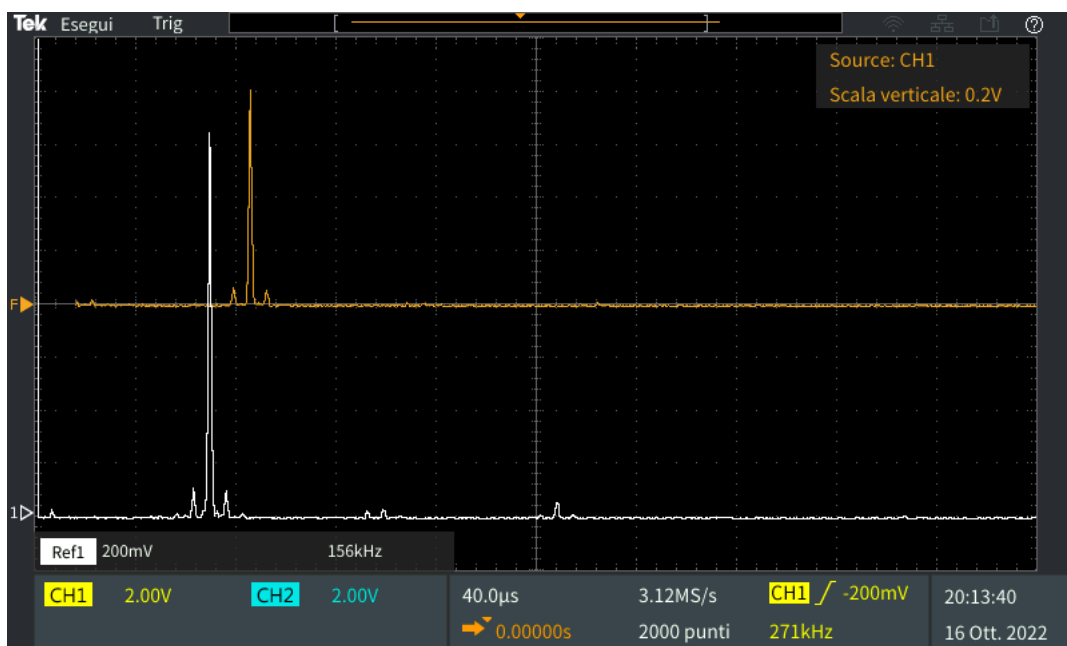 Tek Esegui Trig
Source: CH1
Scala verticale: 0.2V
F
1
Ref1 200mV 156kHz
CH1 2.00V CH2 2.00V 40.0µs 3.12MS/s CH1 -200mV 20:13:40
0.00000s 2000 punti 271kHz 16 Ott. 2022